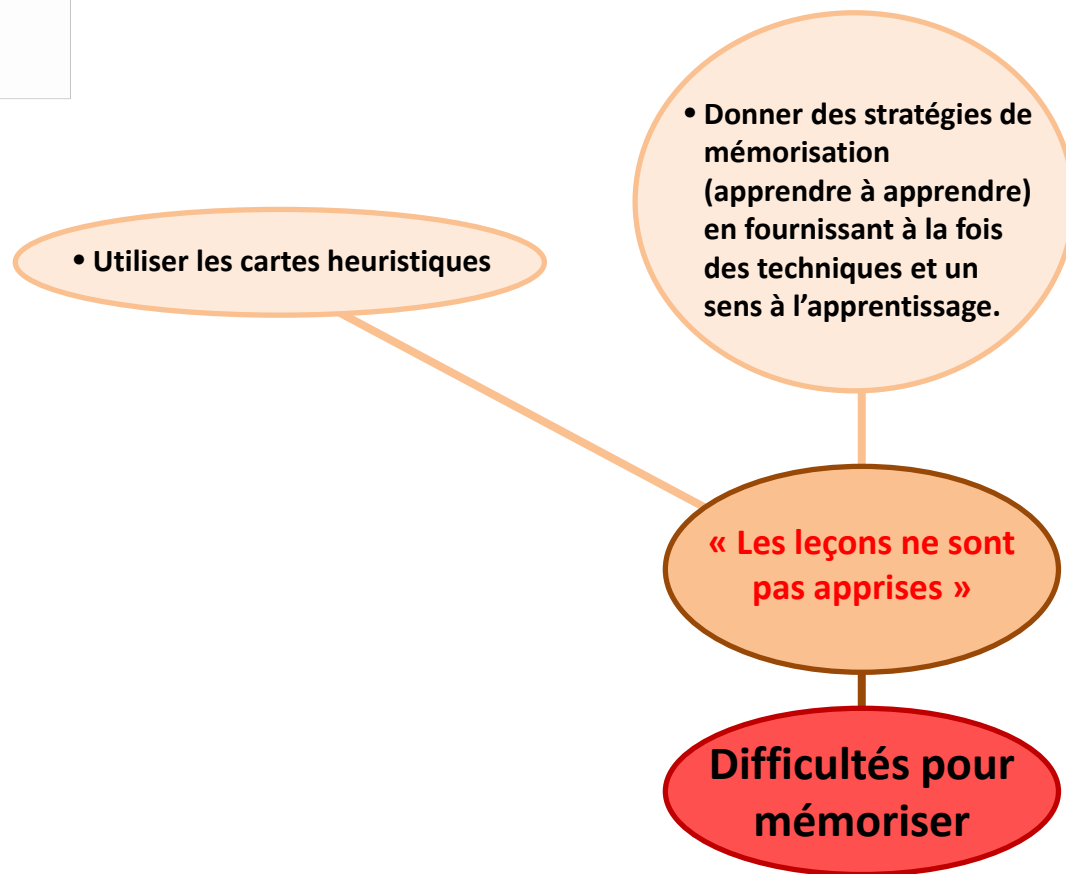 • Donner des stratégies de
mémorisation
(apprendre à apprendre)
en fournissant à la fois
des techniques et un
sens à l’apprentissage.
• Utiliser les cartes heuristiques
« Les leçons ne sont
pas apprises »
Difficultés pour
mémoriser